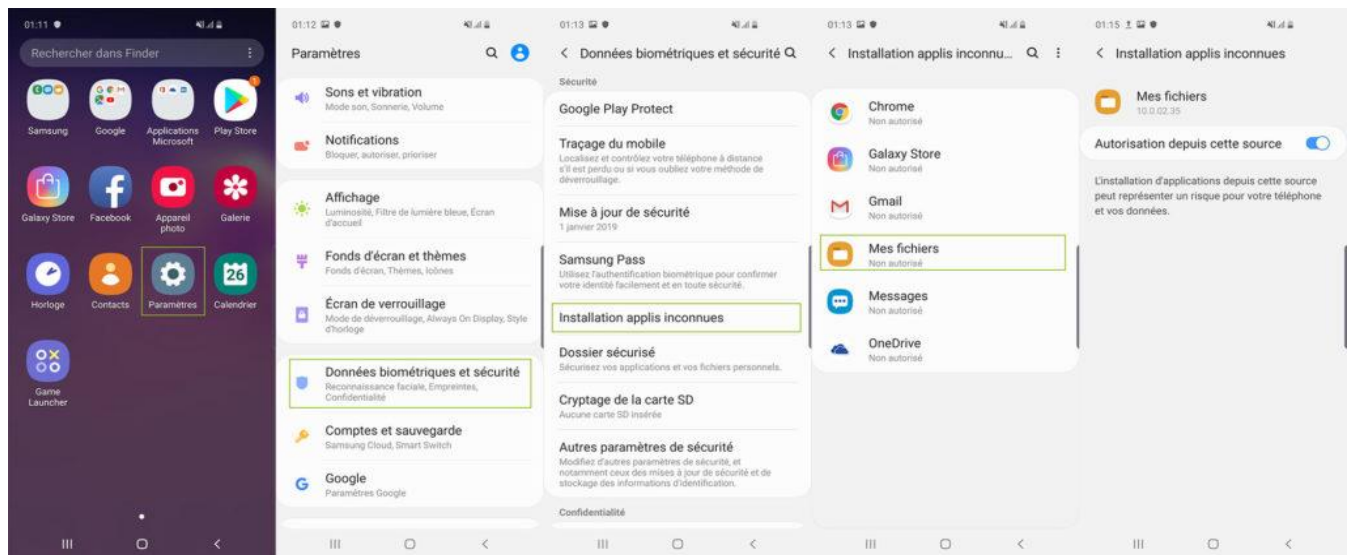 01:11
Rechercher dans Finder
Samsung
Google
Applications
Microsoft
Play Store
Galaxy Store
Facebook
Appareil
photo
Galerie
26
Horloge
Contacts
Paramètres
Calendrier
Game
Launcher
01:12
Paramètres
Sons et vibration
Mode son, Sonnerie, Volume
Notifications
Bloquer, autoriser, prioriser
Affichage
Luminosité, Filtre de lumière bleue, Écran
d'accueil
Fonds d'écran et thèmes
Fonds d'écran, Thèmes, Icônes
Écran de verrouillage
Mode de déverrouillage, Always On Display, Style
d'horloge
Données biométriques et sécurité
Reconnaissance faciale, Empreintes,
Confidentialité
Comptes et sauvegarde
Samsung Cloud, Smart Switch
Google
Paramètres Google
01:13
Données biométriques et sécurité
Sécurité
Google Play Protect
Traçage du mobile
Localisez et contrôlez votre téléphone à distance
s'il est perdu ou si vous oubliez votre méthode de
déverrouillage.
Mise à jour de sécurité
1 janvier 2019
Samsung Pass
Utilisez l'authentification biométrique pour confirmer
votre identité facilement et en toute sécurité.
Installation applis inconnues
Dossier sécurisé
Sécurisez vos applications et vos fichiers personnels.
Cryptage de la carte SD
Aucune carte SD insérée
Autres paramètres de sécurité
Modifiez d'autres paramètres de sécurité, et
notamment ceux des mises à jour de sécurité et de
stockage des informations d'identification.
Confidentialité
01:13
Installation applis inconnu...
Chrome
Non autorisé
Galaxy Store
Non autorisé
Gmail
Non autorisé
Mes fichiers
Non autorisé
Messages
Non autorisé
OneDrive
Non autorisé
01:15
Installation applis inconnues
Mes fichiers
10.0.02.35
Autorisation depuis cette source
L'installation d'applications depuis cette source
peut représenter un risque pour votre téléphone
et vos données.